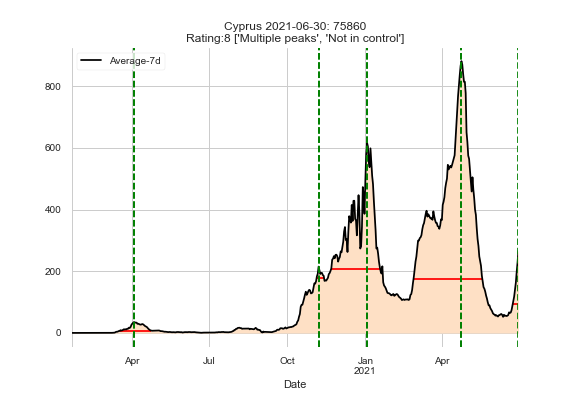 Cyprus 2021-06-30: 75860
Rating:8 ['Multiple peaks', 'Not in control']
Average-7d
800
600
400
200
0
Apr
Jul
Oct
Jan
2021
Apr
Date